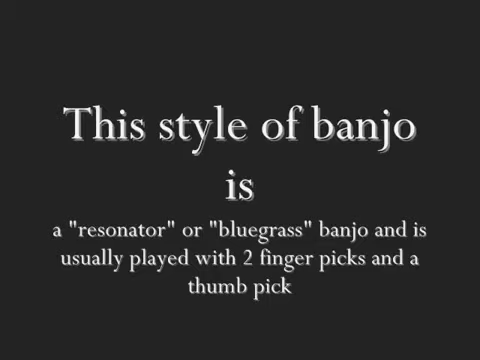 This style of banjo
is
a "resonator" or "bluegrass" banjo and is
usually played with 2 finger picks and a
thumb pick